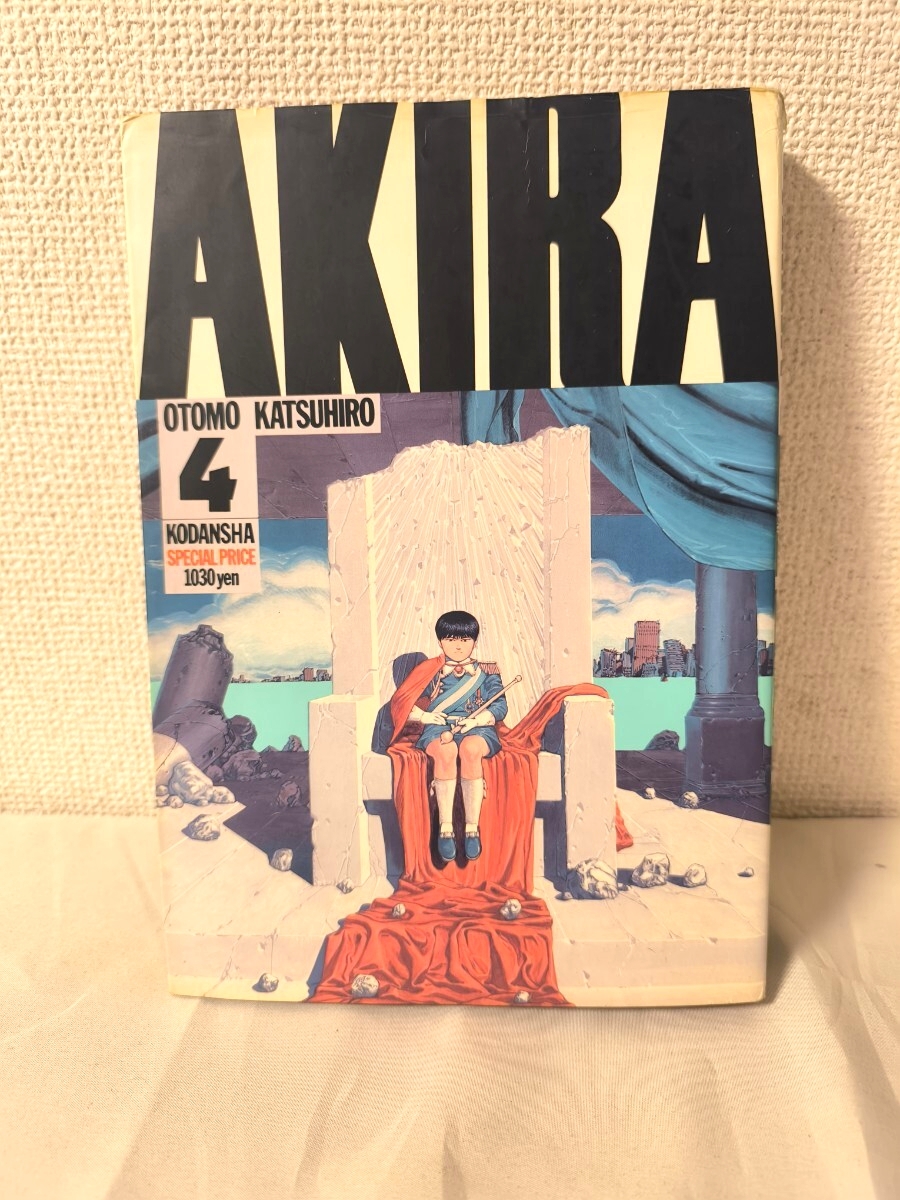 AKIRA
OTOMO KATSUHIRO
4
KODANSHA
SPECIAL PRICE
1030 yen